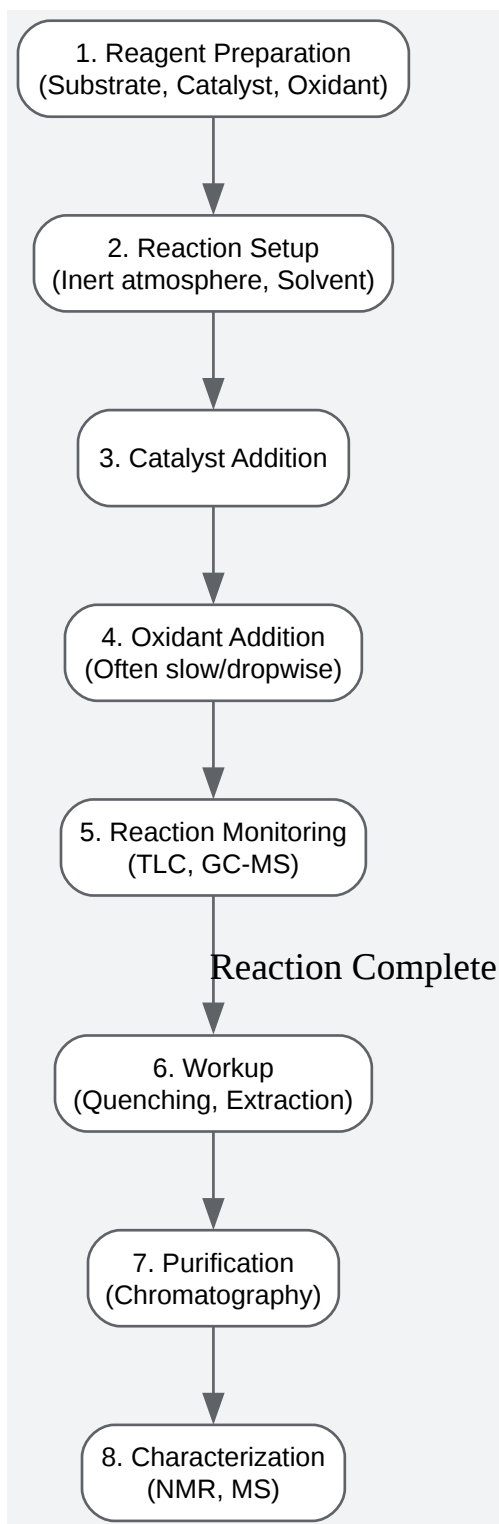 1. Reagent Preparation
(Substrate, Catalyst, Oxidant)
2. Reaction Setup
(Inert atmosphere, Solvent)
3. Catalyst Addition
4. Oxidant Addition
(Often slow/dropwise)
5. Reaction Monitoring
(TLC, GC-MS)
Reaction Complete
6. Workup
(Quenching, Extraction)
7. Purification
(Chromatography)
8. Characterization
(NMR, MS)